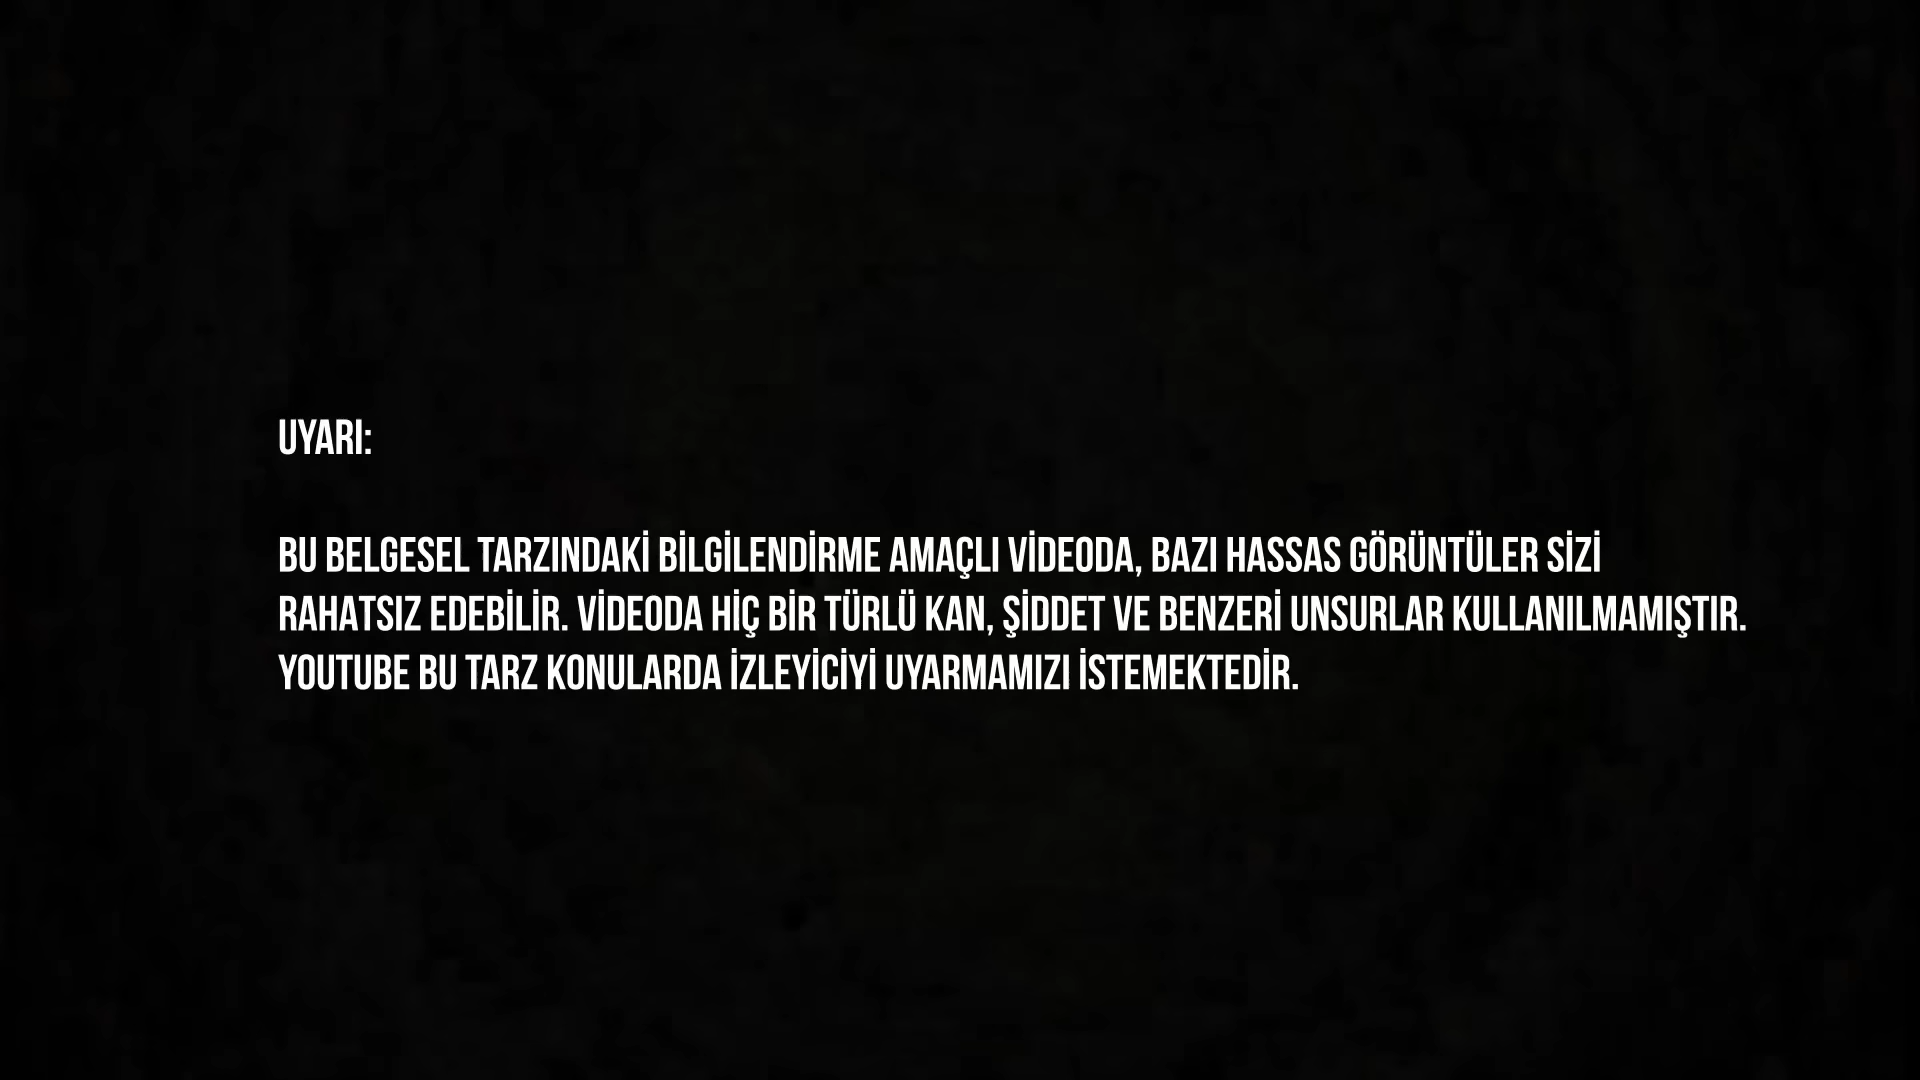 UYARI:
BU BELGESEL TARZINDAKİ BİLGİLENDİRME AMAÇLI VİDEODA, BAZI HASSAS GÖRÜNTÜLER SİZİ
RAHATSIZ EDEBİLİR. VİDEODA HİÇ BİR TÜRLÜ KAN, ŞİDDET VE BENZERİ UNSURLAR KULLANILMAMIŞTIR.
YOUTUBE BU TARZ KONULARDA İZLEYİCİYİ UYARMAMIZI İSTEMEKTEDİR.